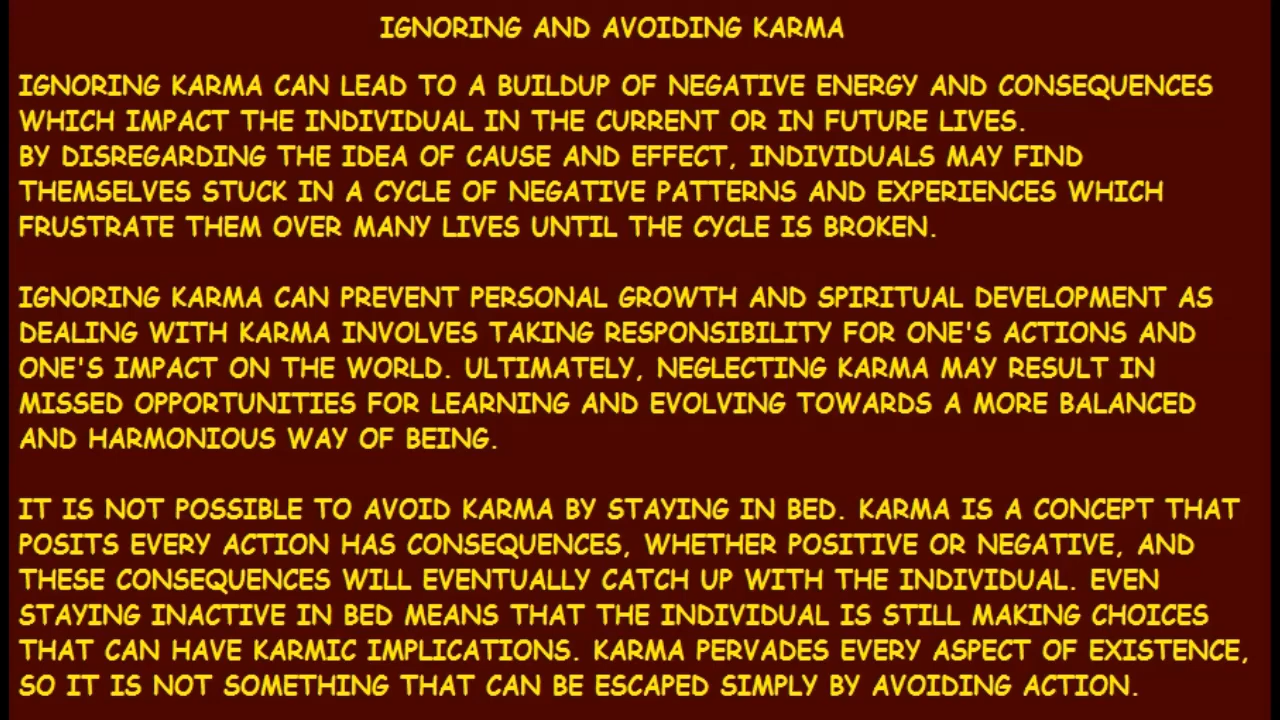 IGNORING AND AVOIDING KARMA
IGNORING KARMA CAN LEAD TO A BUILDUP OF NEGATIVE ENERGY AND CONSEQUENCES
WHICH IMPACT THE INDIVIDUAL IN THE CURRENT OR IN FUTURE LIVES.
BY DISREGARDING THE IDEA OF CAUSE AND EFFECT, INDIVIDUALS MAY FIND
THEMSELVES STUCK IN A CYCLE OF NEGATIVE PATTERNS AND EXPERIENCES WHICH
FRUSTRATE THEM OVER MANY LIVES UNTIL THE CYCLE IS BROKEN.
IGNORING KARMA CAN PREVENT PERSONAL GROWTH AND SPIRITUAL DEVELOPMENT AS
DEALING WITH KARMA INVOLVES TAKING RESPONSIBILITY FOR ONE'S ACTIONS AND
ONE'S IMPACT ON THE WORLD. ULTIMATELY, NEGLECTING KARMA MAY RESULT IN
MISSED OPPORTUNITIES FOR LEARNING AND EVOLVING TOWARDS A MORE BALANCED
AND HARMONIOUS WAY OF BEING.
IT IS NOT POSSIBLE TO AVOID KARMA BY STAYING IN BED. KARMA IS A CONCEPT THAT
POSITS EVERY ACTION HAS CONSEQUENCES, WHETHER POSITIVE OR NEGATIVE, AND
THESE CONSEQUENCES WILL EVENTUALLY CATCH UP WITH THE INDIVIDUAL. EVEN
STAYING INACTIVE IN BED MEANS THAT THE INDIVIDUAL IS STILL MAKING CHOICES
THAT CAN HAVE KARMIC IMPLICATIONS. KARMA PERVADES EVERY ASPECT OF EXISTENCE,
SO IT IS NOT SOMETHING THAT CAN BE ESCAPED SIMPLY BY AVOIDING ACTION.